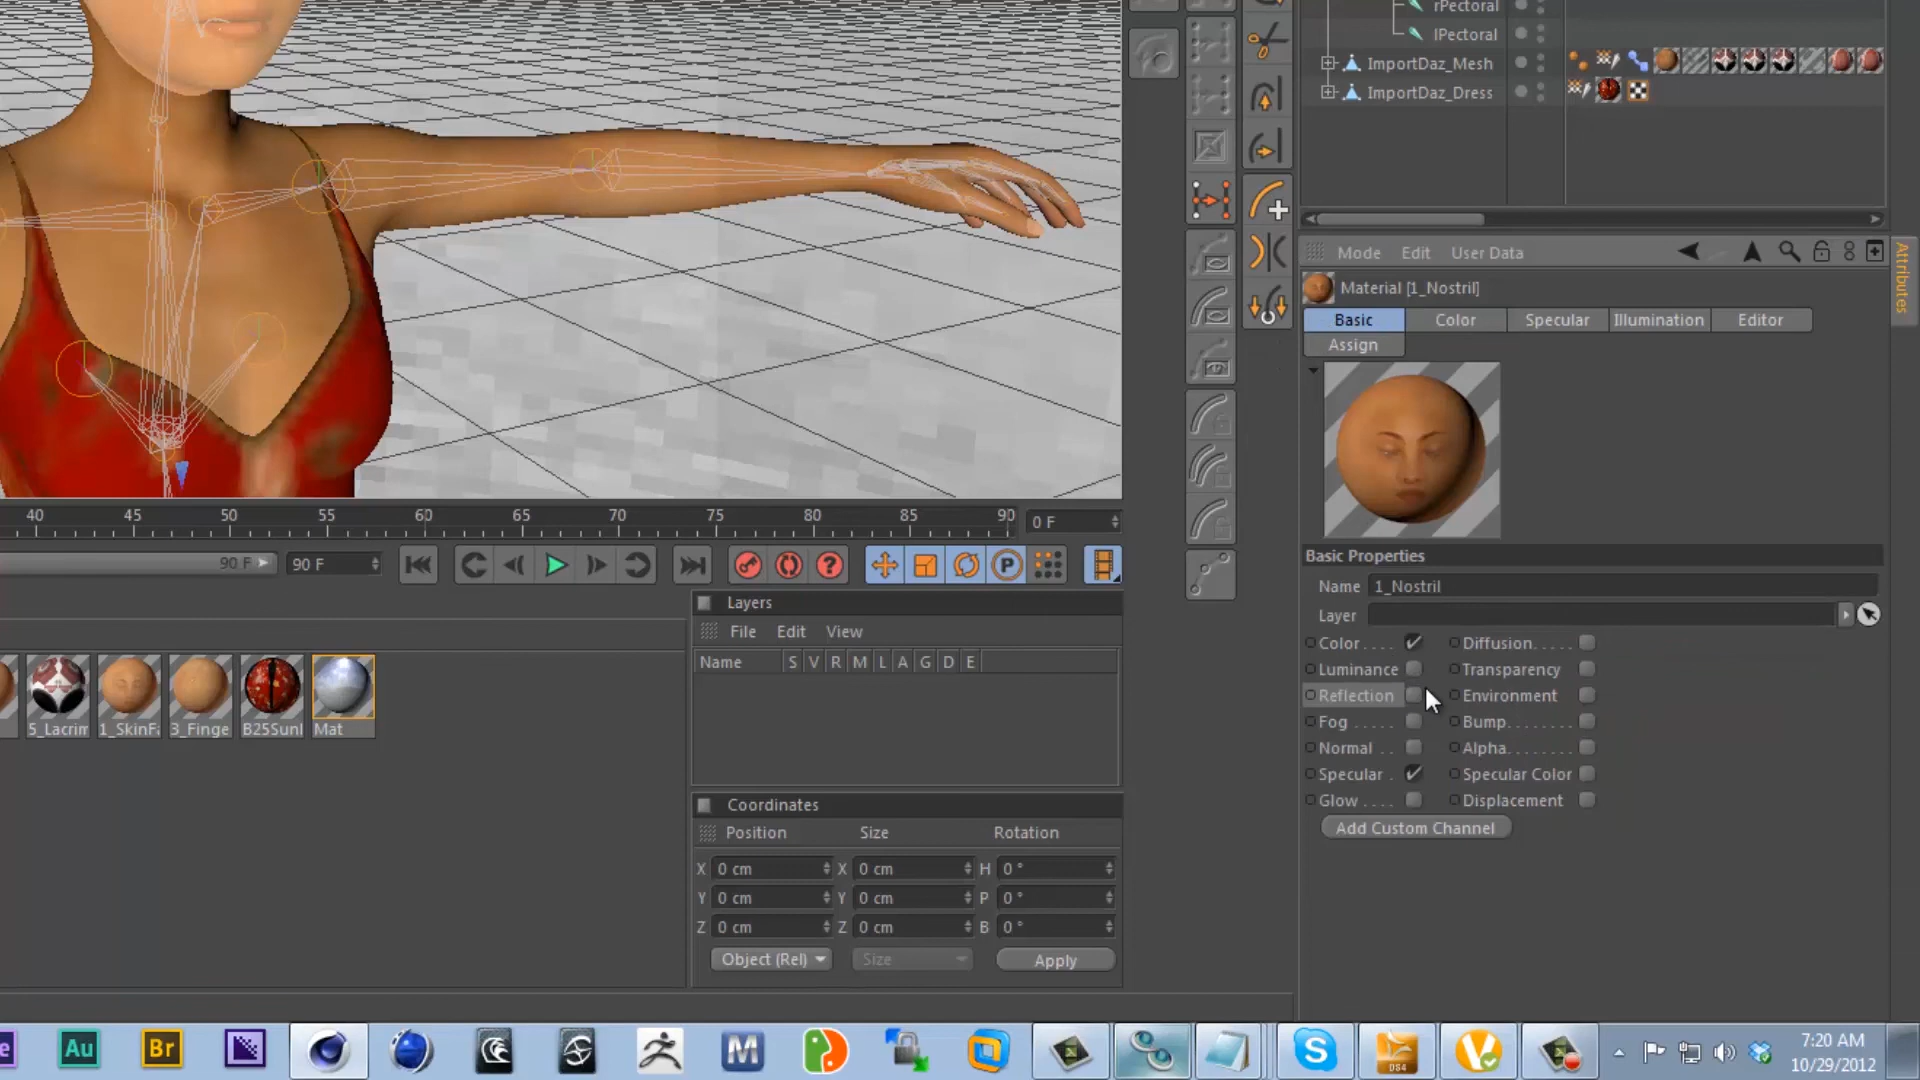 rPectoral
lPectoral
ImportDaz_Mesh
ImportDaz_Dress
Mode Edit User Data
Attributes
Material [1_Nostril]
Basic Color Specular Illumination Editor
Assign
40 45 50 55 60 65 70 75 80 85 90 0 F
90 F 90 F
Basic Properties
Name 1_Nostril
Layer
Color Diffusion
Luminance Transparency
Reflection Environment
Fog Bump
Normal Alpha
Specular Specular Color
Glow Displacement
Add Custom Channel
Layers
File Edit View
Name S V R M L A G D E
5_Lacrim 1_SkinFa 3_Finge B25Sunl Mat
Coordinates
Position Size Rotation
X 0 cm X 0 cm H 0 °
Y 0 cm Y 0 cm P 0 °
Z 0 cm Z 0 cm B 0 °
Object (Rel) Size Apply
e Au Br M S DS4
7:20 AM
10/29/2012